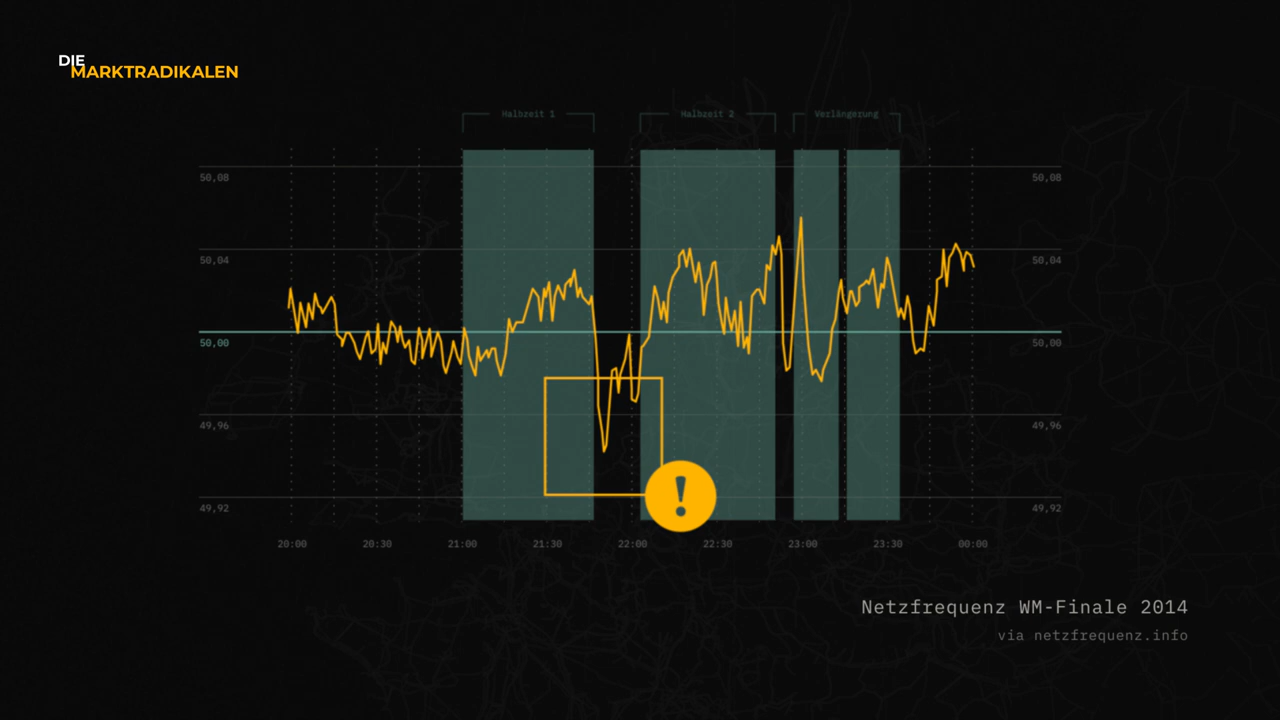 DIE
MARKTRADIKALEN
Halbzeit 1
Halbzeit 2
Verlängerung
50,08
50,08
50,04
50,04
50,00
50,00
49,96
49,96
49,92
49,92
20:00
20:30
21:00
21:30
22:00
22:30
23:00
23:30
00:00
!
Netzfrequenz WM-Finale 2014
via netzfrequenz.info